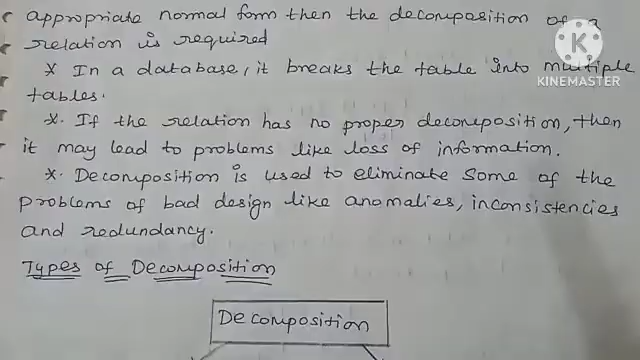 appropriate normal form then the decomposition of a
relation is required
* In a database, it breaks the table into multiple
tables.
*. If the relation has no proper decomposition, then
it may lead to problems like loss of information.
*. Decomposition is used to eliminate some of the
problems of bad design like anomalies, inconsistencies
and redundancy.
Types of Decomposition
Decomposition
KINEMASTER